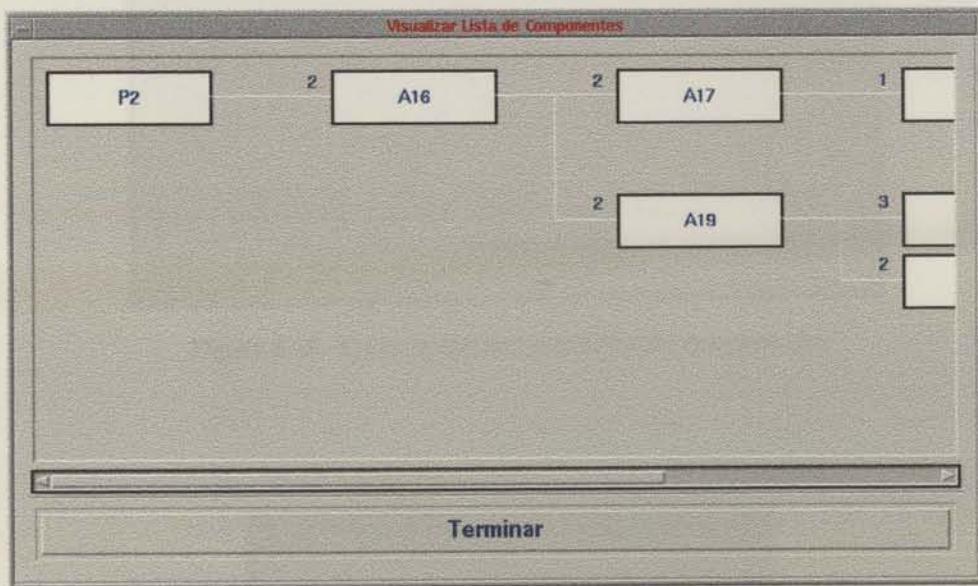 Visualizar Lista de Componentes
P2 2 A16 2 A17 1
2 A19 3
2
Terminar